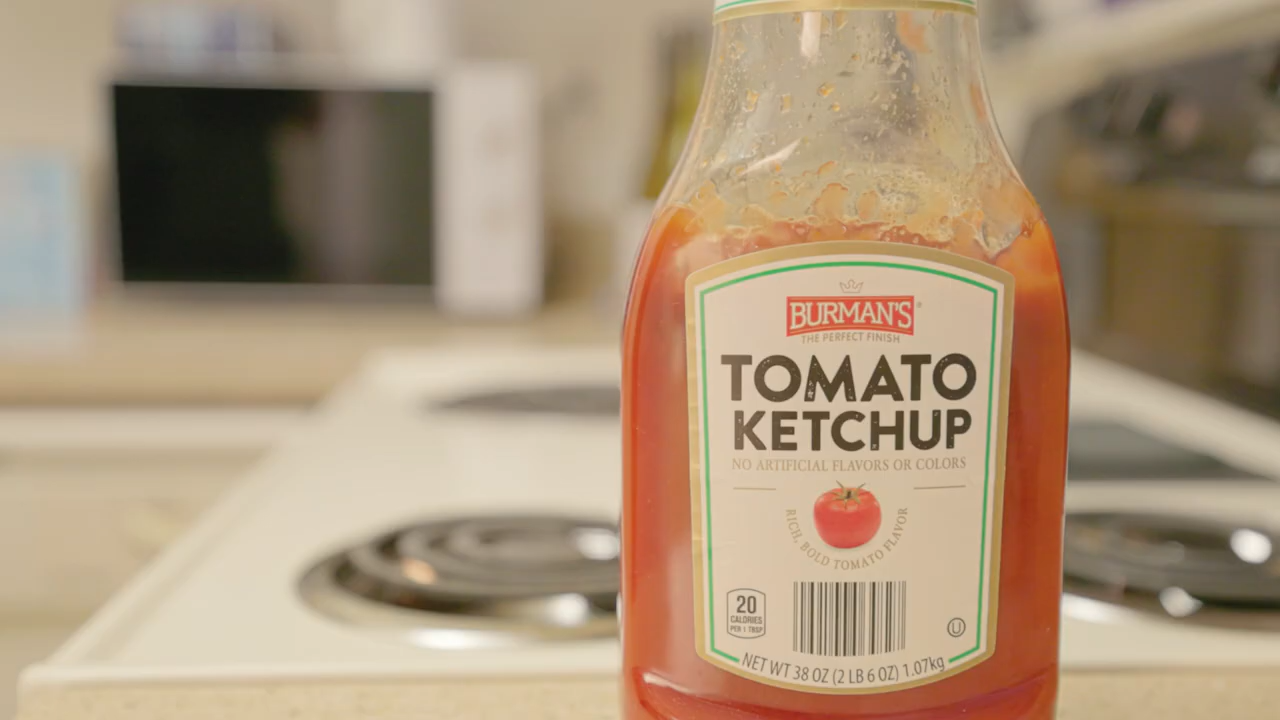 BURMAN'S®
THE PERFECT FINISH
TOMATO
KETCHUP
NO ARTIFICIAL FLAVORS OR COLORS
RICH, BOLD TOMATO FLAVOR
20
CALORIES
PER 1 TBSP
U
NET WT 38 OZ (2 LB 6 OZ) 1.07kg